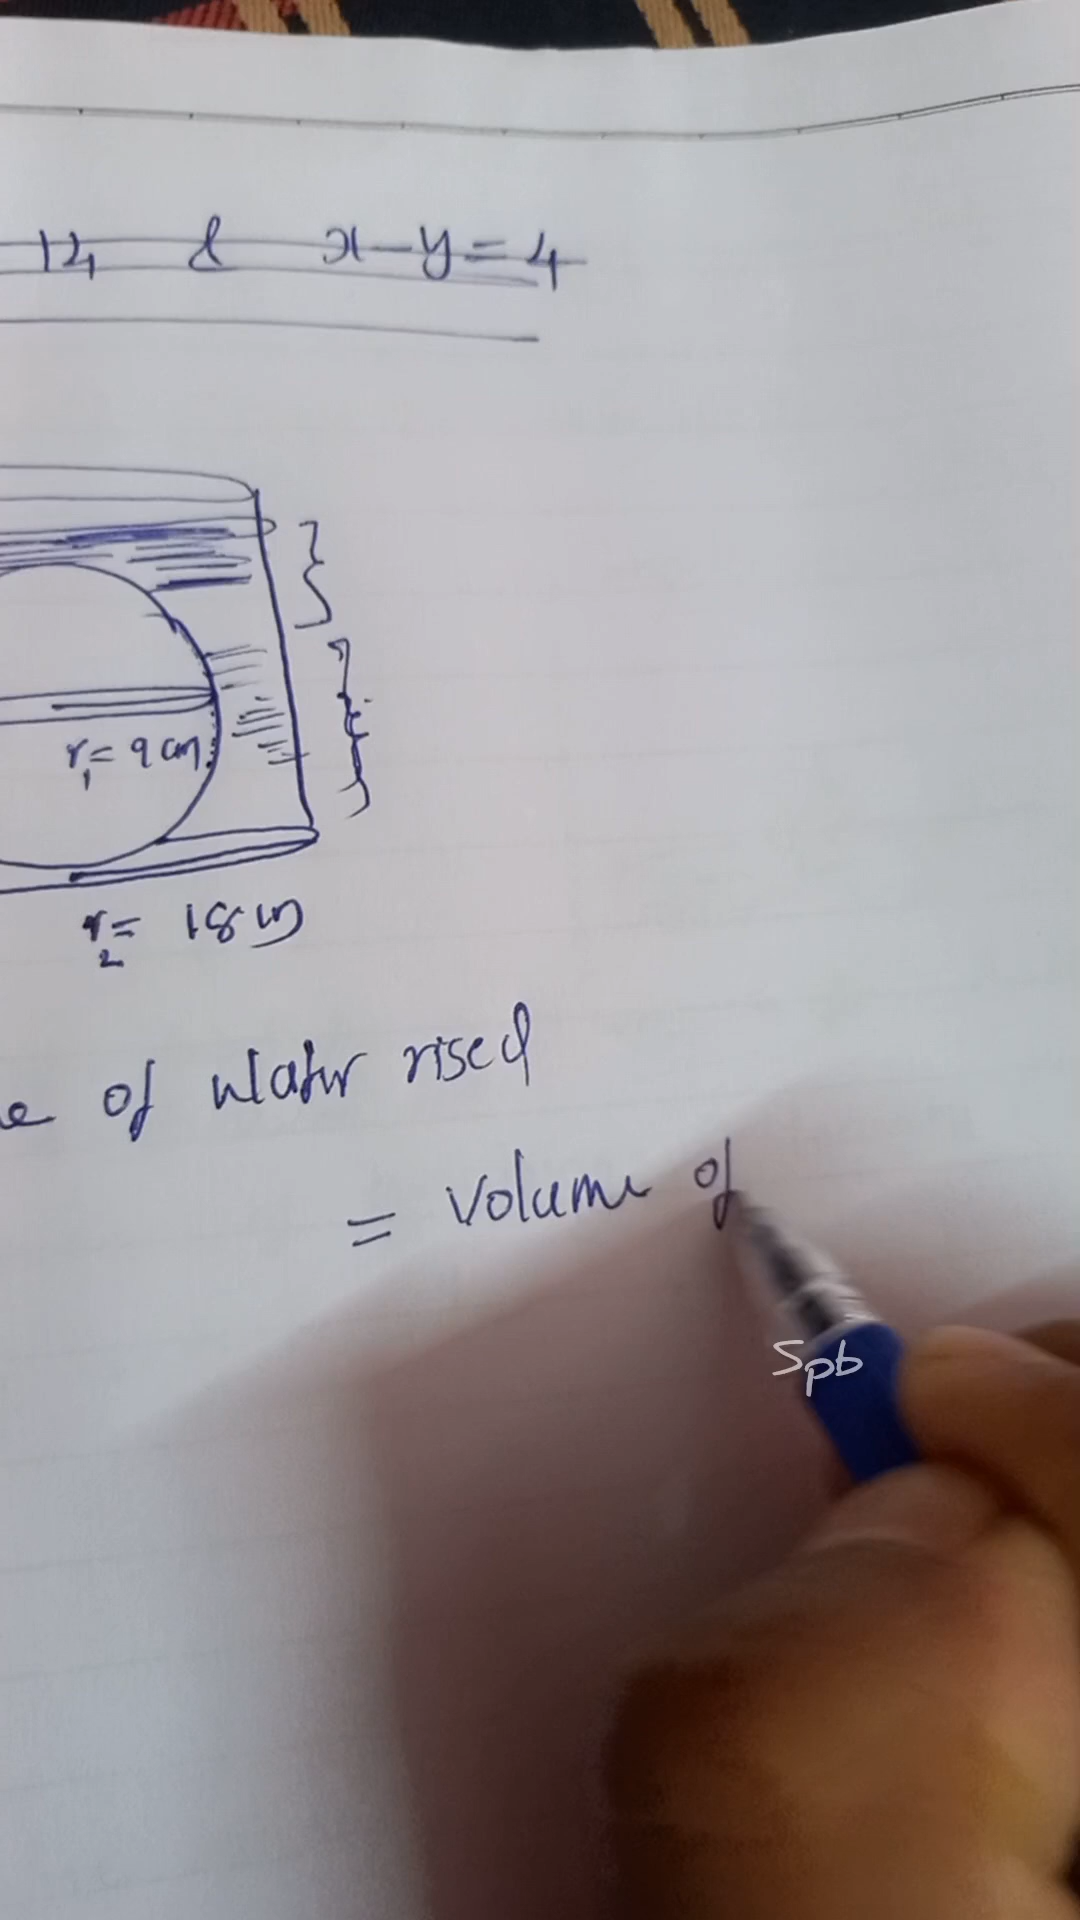 14 & x-y=4
r₁= 9 cm
r₂= 18 cm
of water rised
= Volume of
Spb